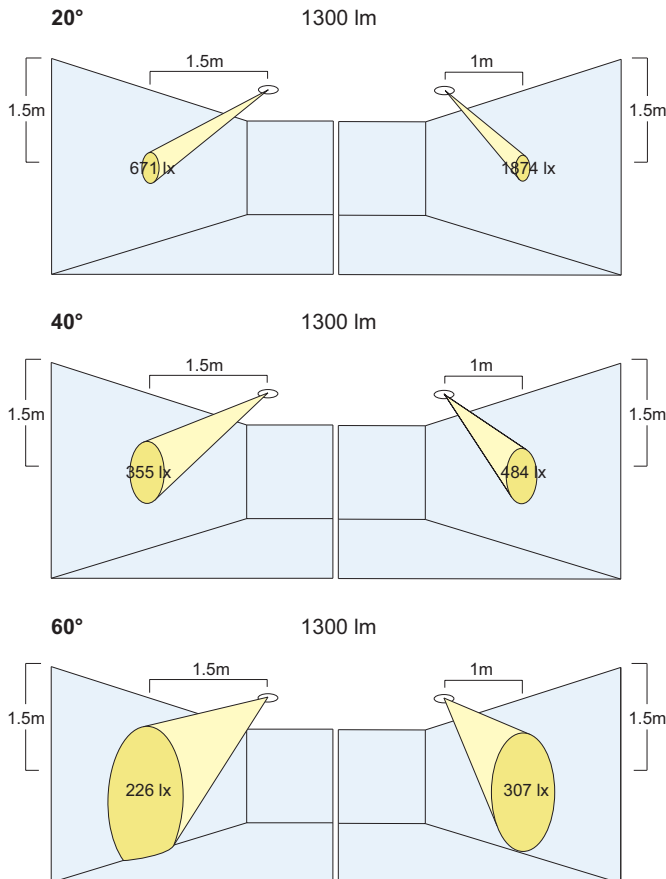 20° 1300 lm
1.5m 1m
1.5m 1.5m
671 lx 1874 lx
40° 1300 lm
1.5m 1m
1.5m 1.5m
355 lx 484 lx
60° 1300 lm
1.5m 1m
1.5m 1.5m
226 lx 307 lx